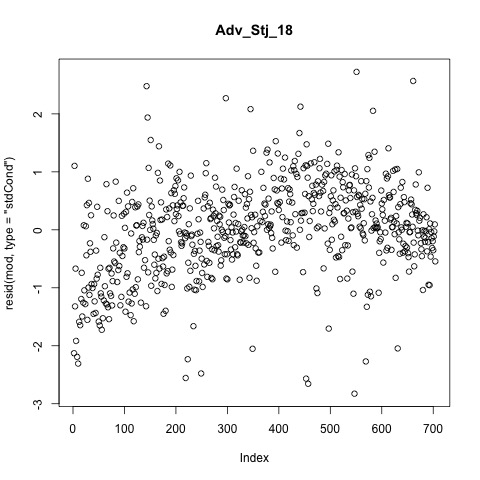 Adv_Stj_18
resid(mod, type = "stdCond")
2
1
0
-1
-2
-3
0 100 200 300 400 500 600 700
Index